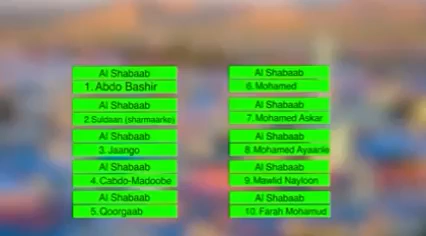 Al Shabaab
1. Abdo Bashir
Al Shabaab
2.Suldaan (sharmaarke)
Al Shabaab
3. Jaango
Al Shabaab
4. Cabdo-Madoobe
Al Shabaab
5. Qoorgaab
Al Shabaab
6. Mohamed
Al Shabaab
7. Mohamed Askar
Al Shabaab
8. Mohamed Ayaanle
Al Shabaab
9. Mawlid Nayloon
Al Shabaab
10. Farah Mohamud